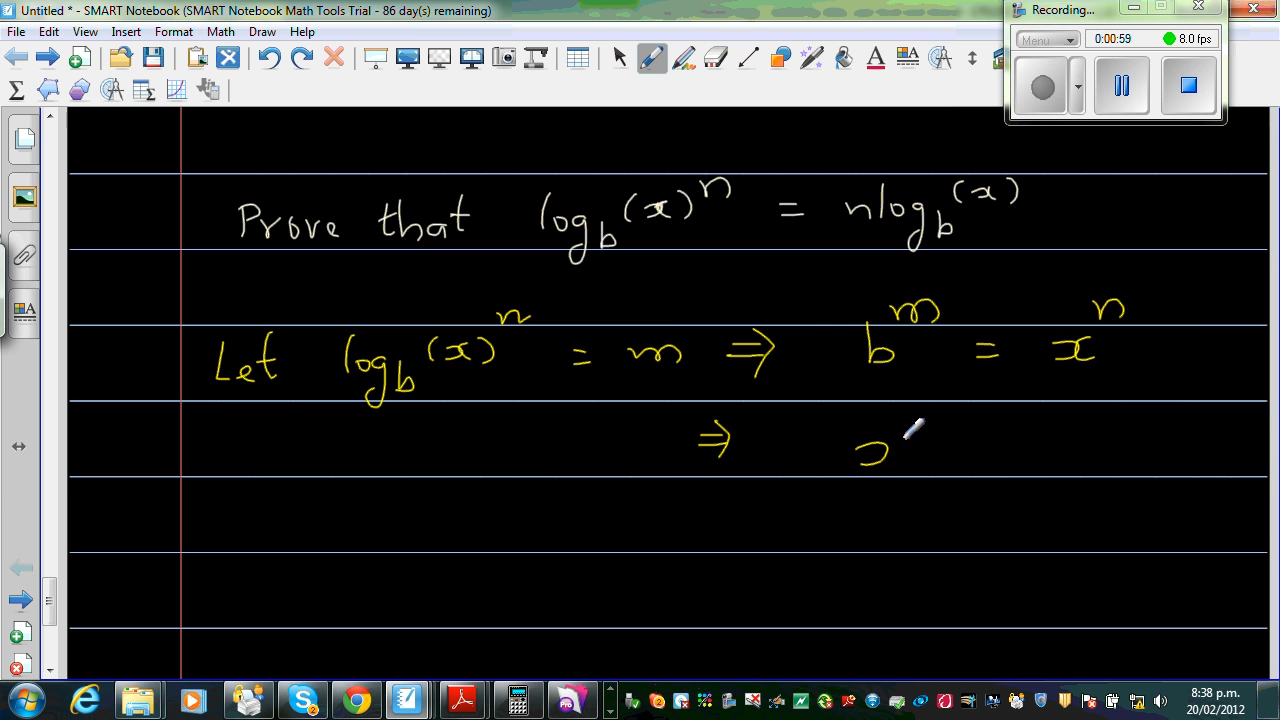 Untitled * - SMART Notebook (SMART Notebook Math Tools Trial - 86 day(s) remaining)
Recording...
File Edit View Insert Format Math Draw Help
Menu 0:00:59 8.0 fps
Prove that log_b (x)^n = nlog_b (x)
Let log_b (x)^n = m ⇒ b^m = x^n
⇒
8:38 p.m.
20/02/2012